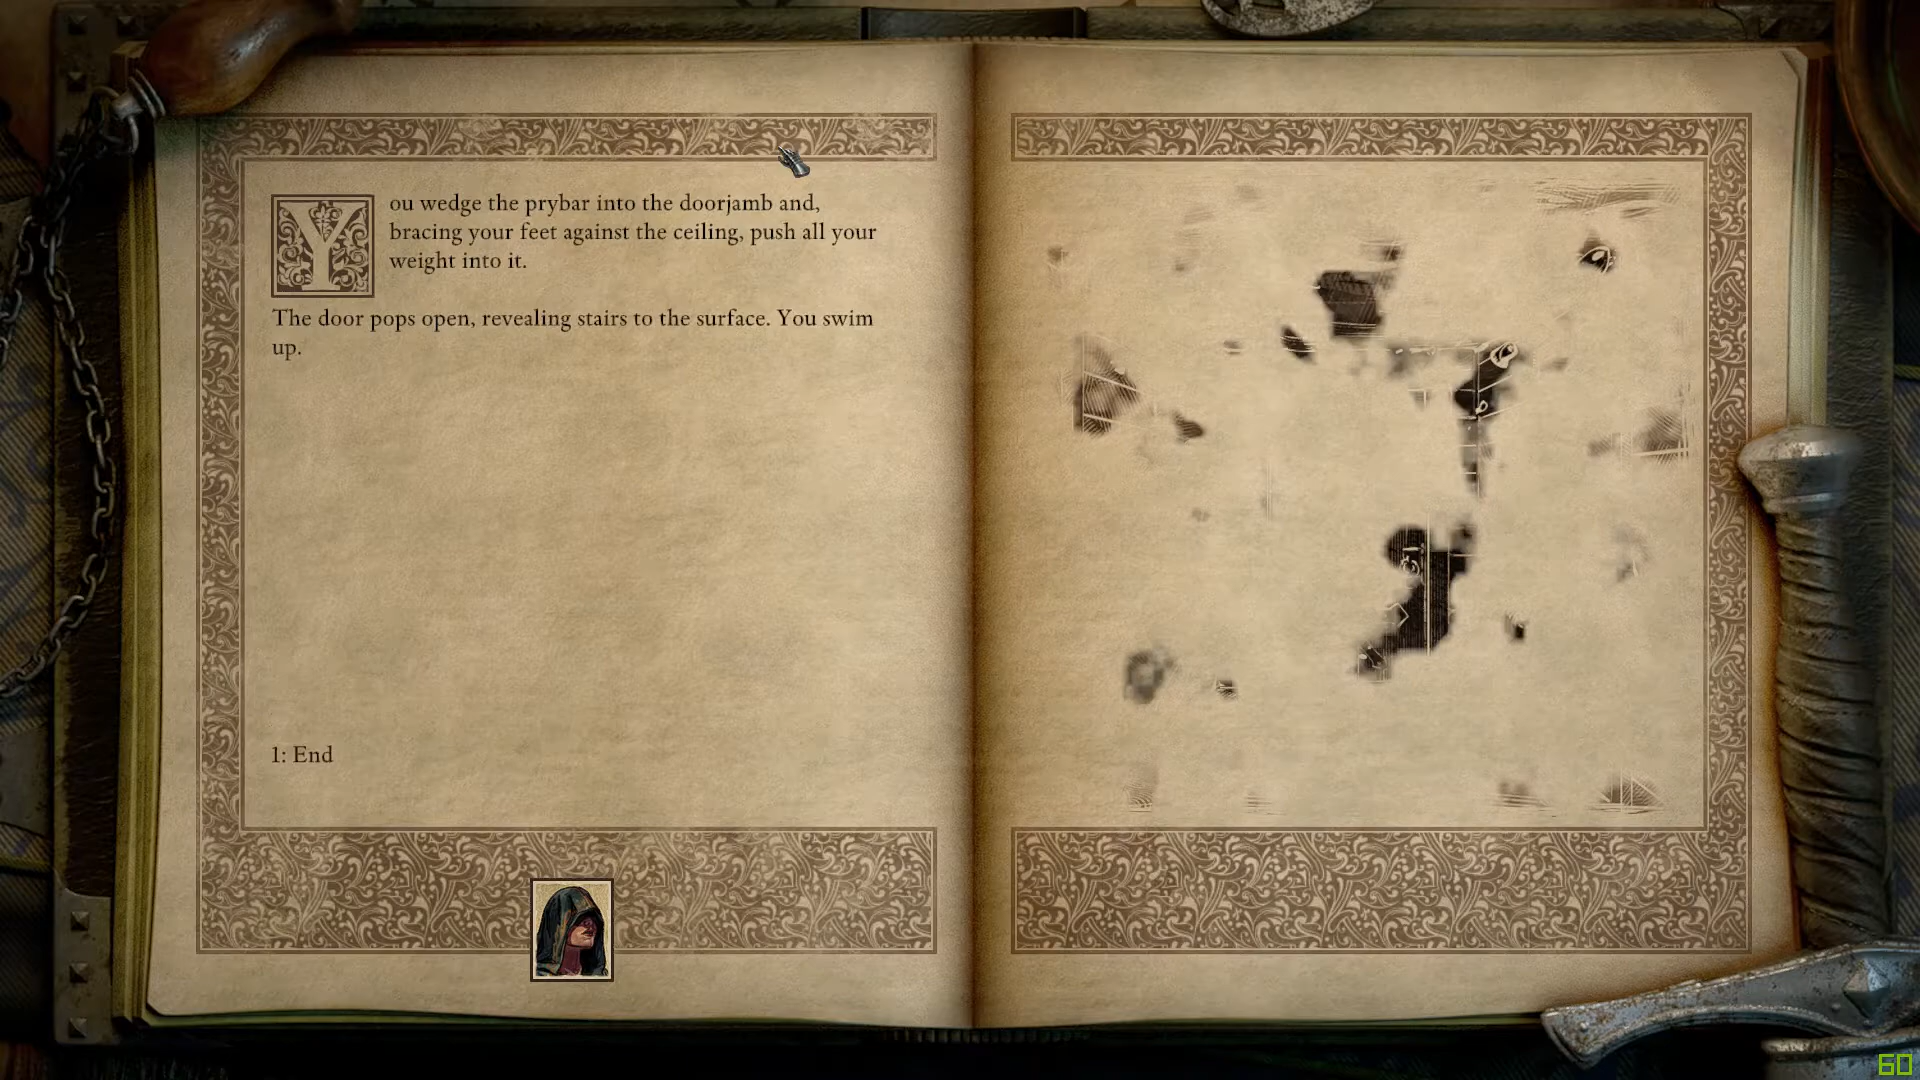 You wedge the prybar into the doorjamb and,
bracing your feet against the ceiling, push all your
weight into it.
The door pops open, revealing stairs to the surface. You swim
up.
1: End
60